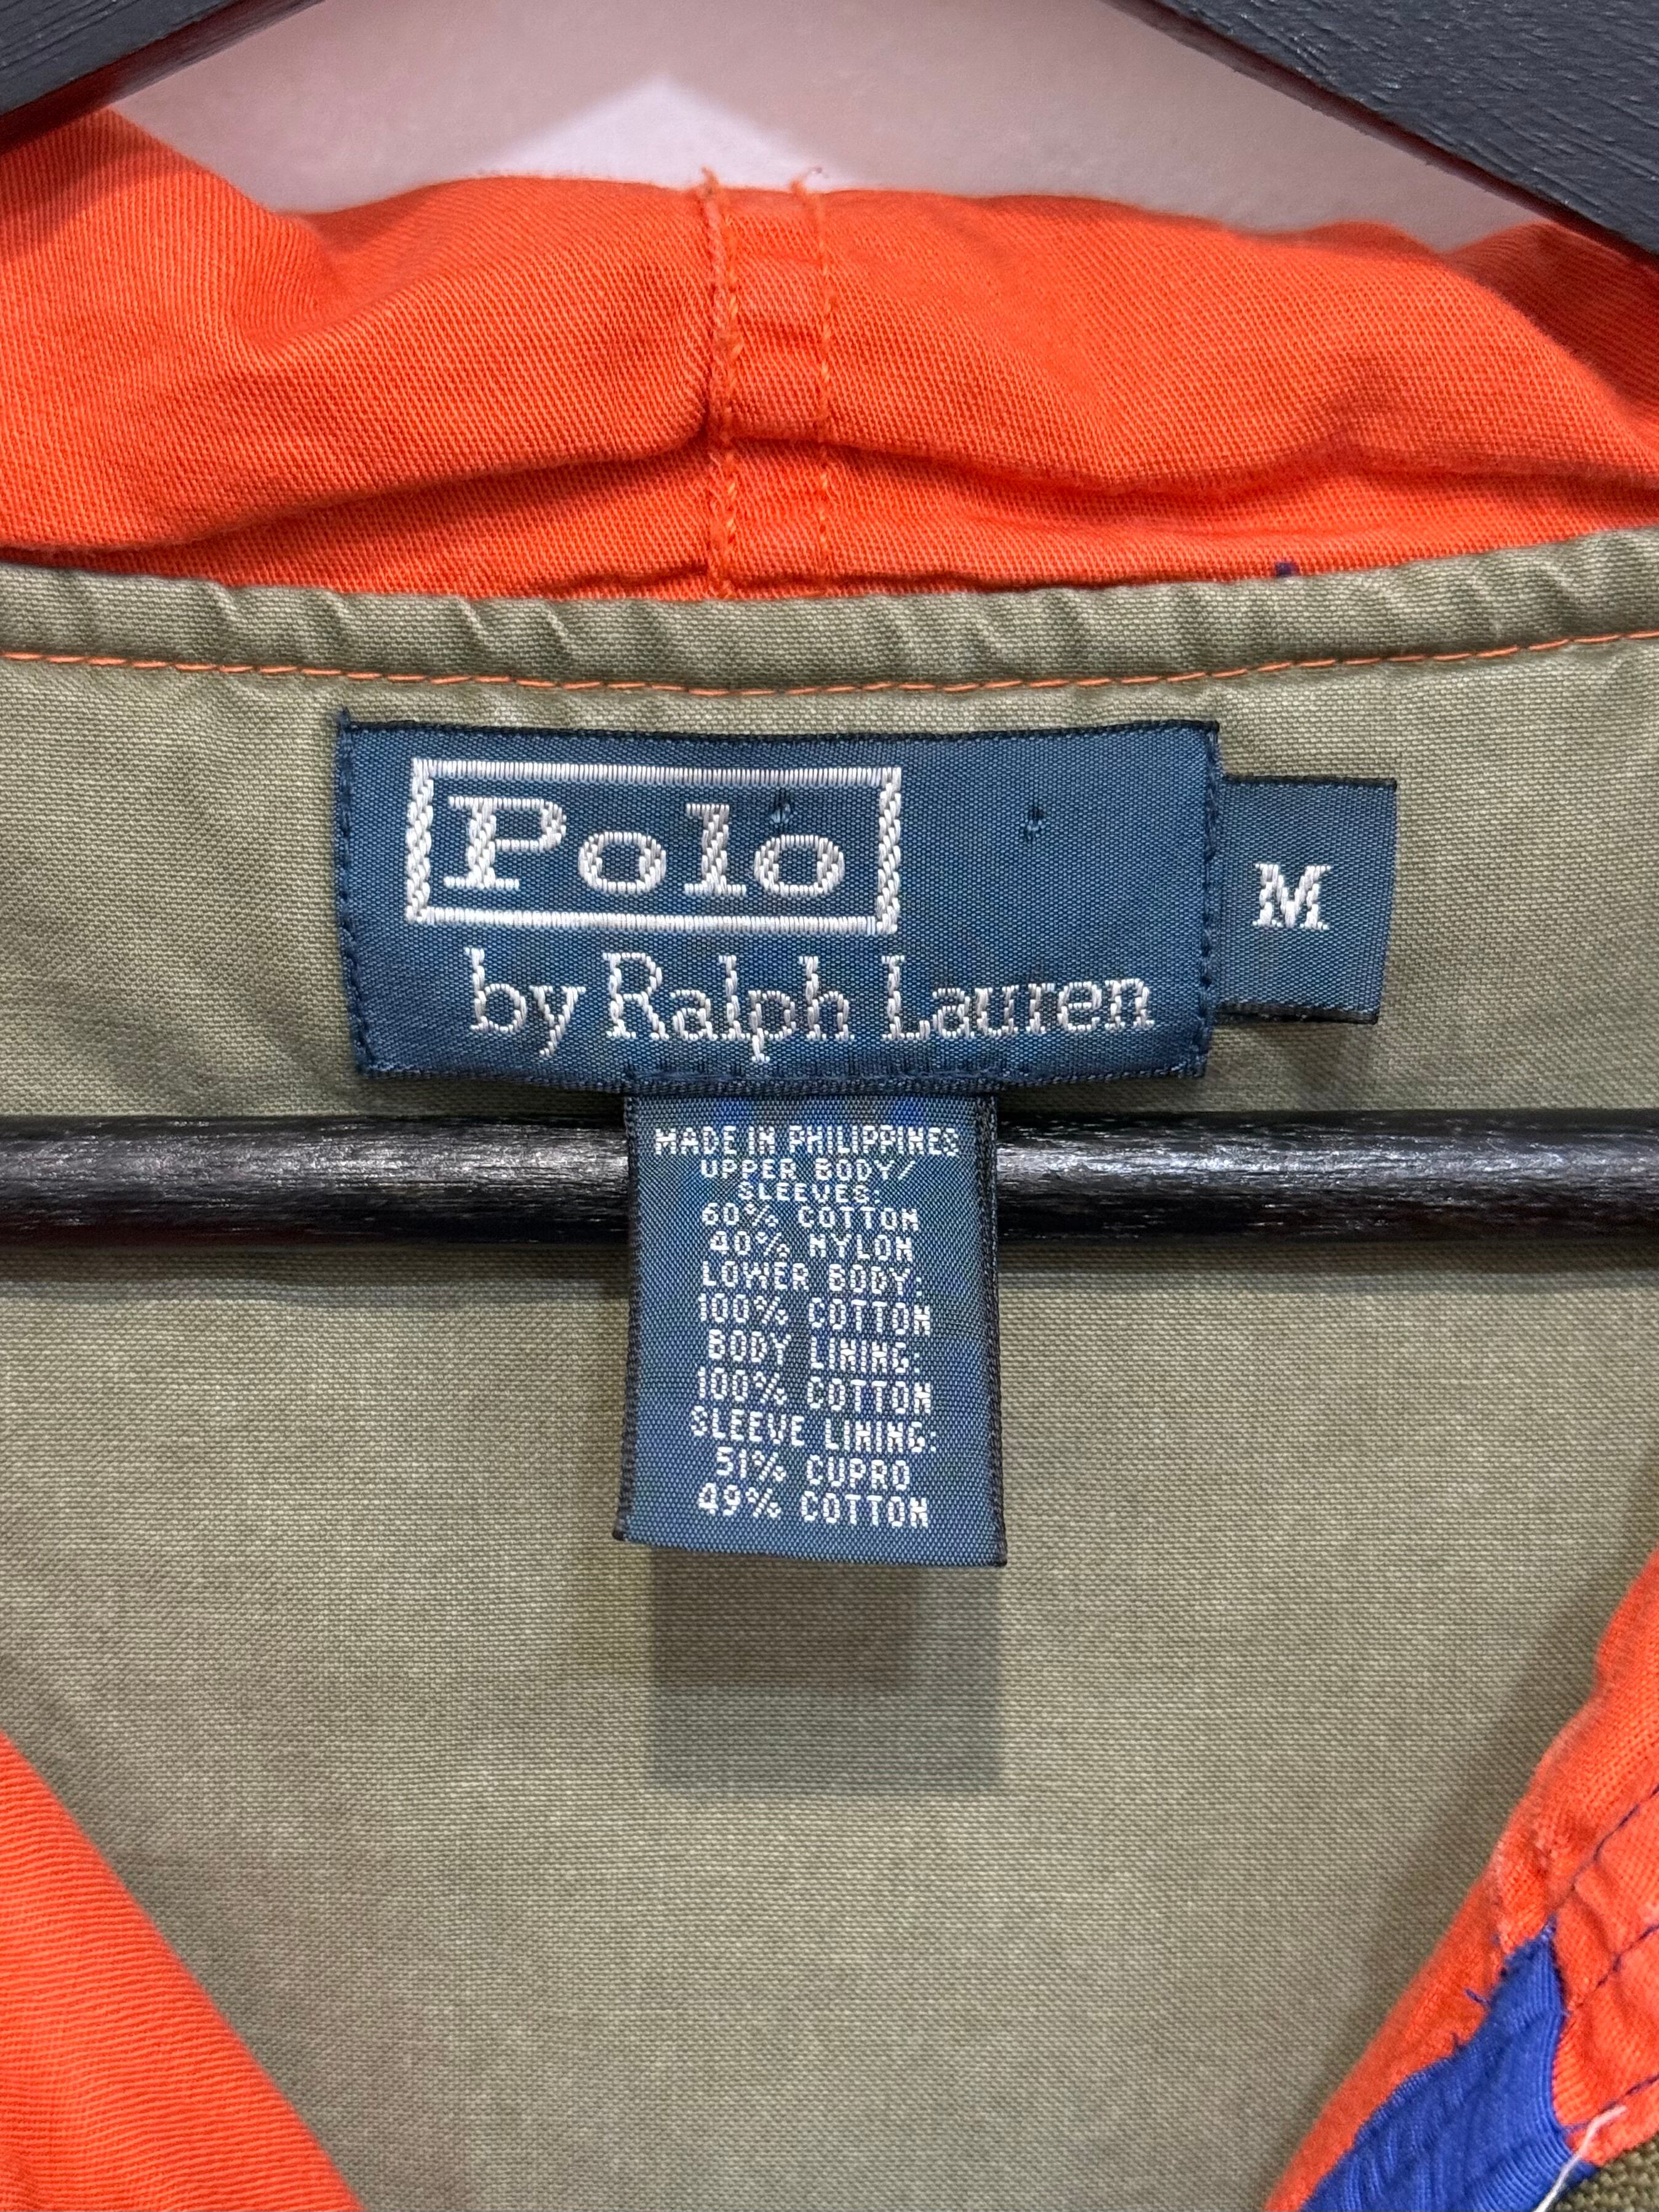 Polo
by Ralph Lauren
M
MADE IN PHILIPPINES
UPPER BODY/
SLEEVES:
60% COTTON
40% NYLON
LOWER BODY:
100% COTTON
BODY LINING:
100% COTTON
SLEEVE LINING:
51% CUPRO
49% COTTON